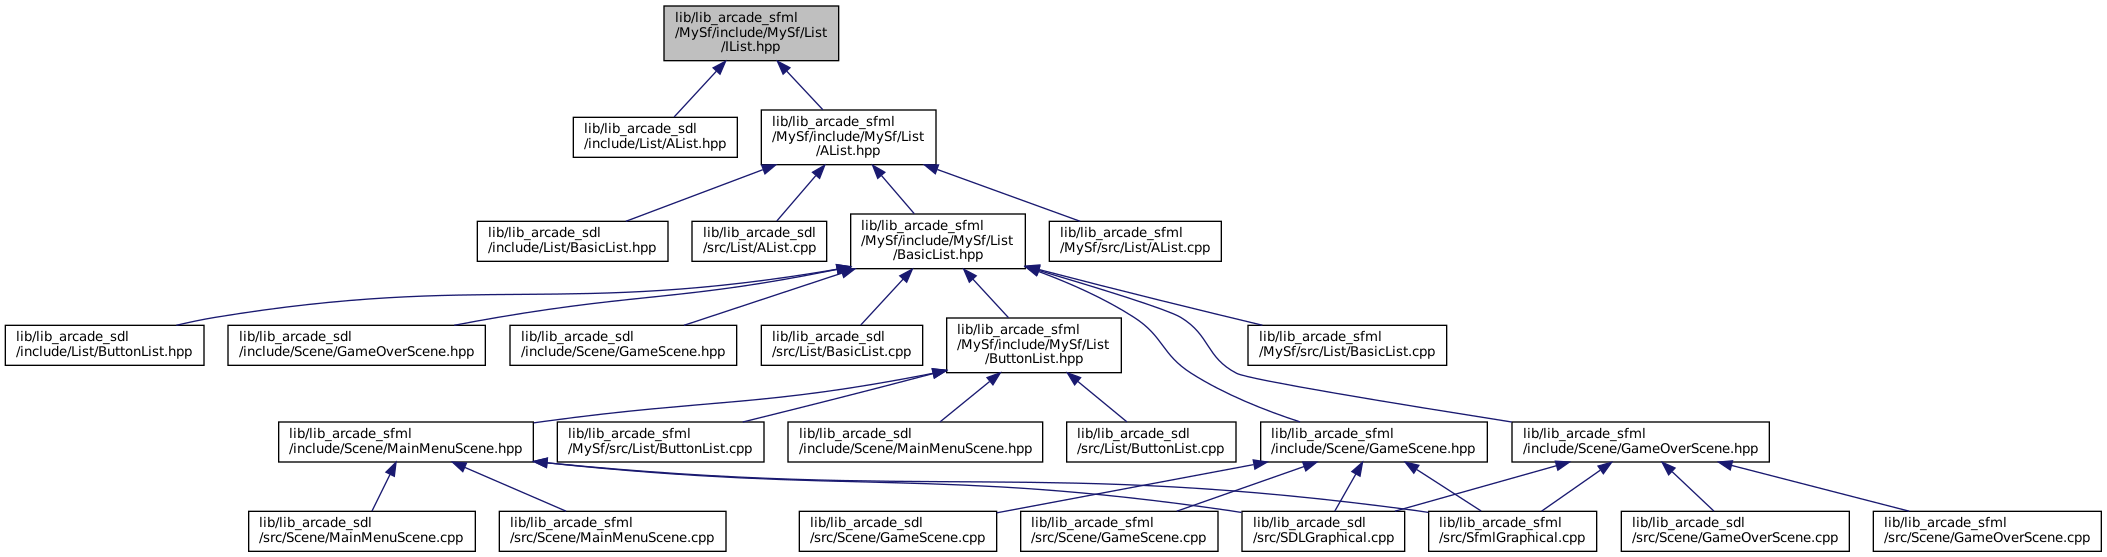 lib/lib_arcade_sfml
/MySf/include/MySf/List
/IList.hpp
lib/lib_arcade_sdl
/include/List/AList.hpp
lib/lib_arcade_sfml
/MySf/include/MySf/List
/AList.hpp
lib/lib_arcade_sdl
/include/List/BasicList.hpp
lib/lib_arcade_sdl
/src/List/AList.cpp
lib/lib_arcade_sfml
/MySf/include/MySf/List
/BasicList.hpp
lib/lib_arcade_sfml
/MySf/src/List/AList.cpp
lib/lib_arcade_sdl
/include/List/ButtonList.hpp
lib/lib_arcade_sdl
/include/Scene/GameOverScene.hpp
lib/lib_arcade_sdl
/include/Scene/GameScene.hpp
lib/lib_arcade_sdl
/src/List/BasicList.cpp
lib/lib_arcade_sfml
/MySf/include/MySf/List
/ButtonList.hpp
lib/lib_arcade_sfml
/MySf/src/List/BasicList.cpp
lib/lib_arcade_sfml
/include/Scene/MainMenuScene.hpp
lib/lib_arcade_sfml
/MySf/src/List/ButtonList.cpp
lib/lib_arcade_sdl
/include/Scene/MainMenuScene.hpp
lib/lib_arcade_sdl
/src/List/ButtonList.cpp
lib/lib_arcade_sfml
/include/Scene/GameScene.hpp
lib/lib_arcade_sfml
/include/Scene/GameOverScene.hpp
lib/lib_arcade_sdl
/src/Scene/MainMenuScene.cpp
lib/lib_arcade_sfml
/src/Scene/MainMenuScene.cpp
lib/lib_arcade_sdl
/src/Scene/GameScene.cpp
lib/lib_arcade_sfml
/src/Scene/GameScene.cpp
lib/lib_arcade_sdl
/src/SDLGraphical.cpp
lib/lib_arcade_sfml
/src/SfmlGraphical.cpp
lib/lib_arcade_sdl
/src/Scene/GameOverScene.cpp
lib/lib_arcade_sfml
/src/Scene/GameOverScene.cpp